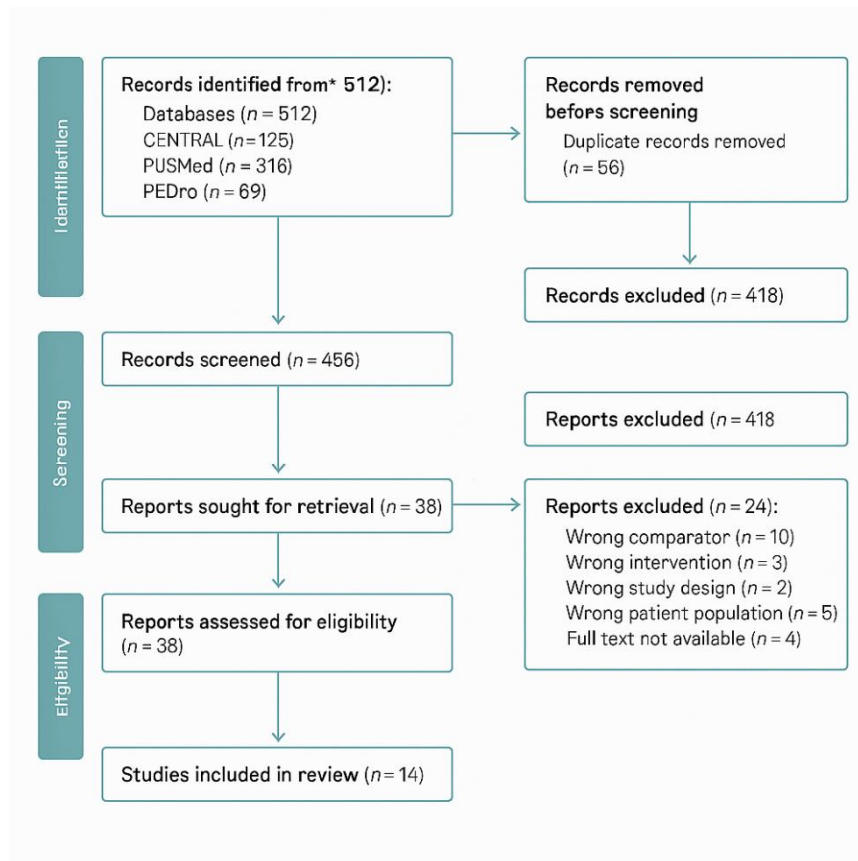 IdamtlHetifilcn
Records identified from* 512):
Databases (n = 512)
CENTRAL (n = 125)
PUSMed (n = 316)
PEDro (n = 69)
Records removed
before screening
Duplicate records removed
(n = 56)
Records excluded (n = 418)
Sereening
Records screened (n = 456)
Reports excluded (n = 418
Reports sought for retrieval (n = 38)
Reports excluded (n = 24):
Wrong comparator (n = 10)
Wrong intervention (n = 3)
Wrong study design (n = 2)
Wrong patient population (n = 5)
Full text not available (n = 4)
Eftgibility
Reports assessed for eligibility
(n = 38)
Studies included in review (n = 14)